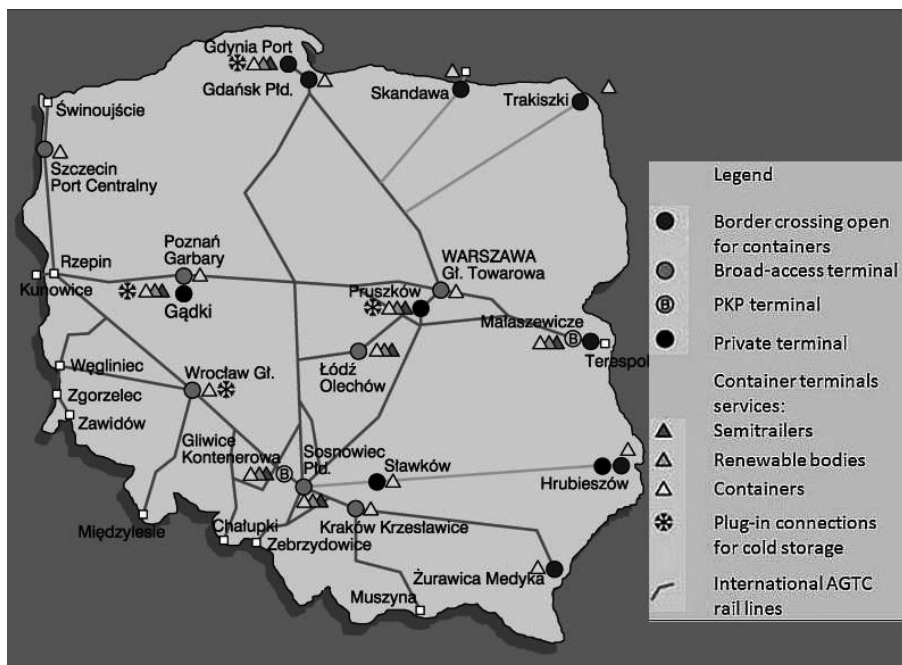 Gdynia Port
Gdańsk Płd.
Skandawa
Trakiszki
Świnoujście
Szczecin
Port Centralny
Poznań
Garbary
Rzepin
Kunowice
Gądki
WARSZAWA
Gł. Towarowa
Pruszków
Małaszewicze
B
Terespol
Łódź
Olechów
Węgliniec
Wrocław Gł.
Zgorzelec
Zawidów
Gliwice
Kontenerowa
B
Sosnowiec
Płd.
Sławków
Hrubieszów
Międzylesie
Chałupki
Zebrzydowice
Kraków Krzesławice
Żurawica Medyka
Muszyna
Legend
Border crossing open
for containers
Broad-access terminal
B
PKP terminal
Private terminal
Container terminals
services:
Semitrailers
Renewable bodies
Containers
Plug-in connections
for cold storage
International AGTC
rail lines